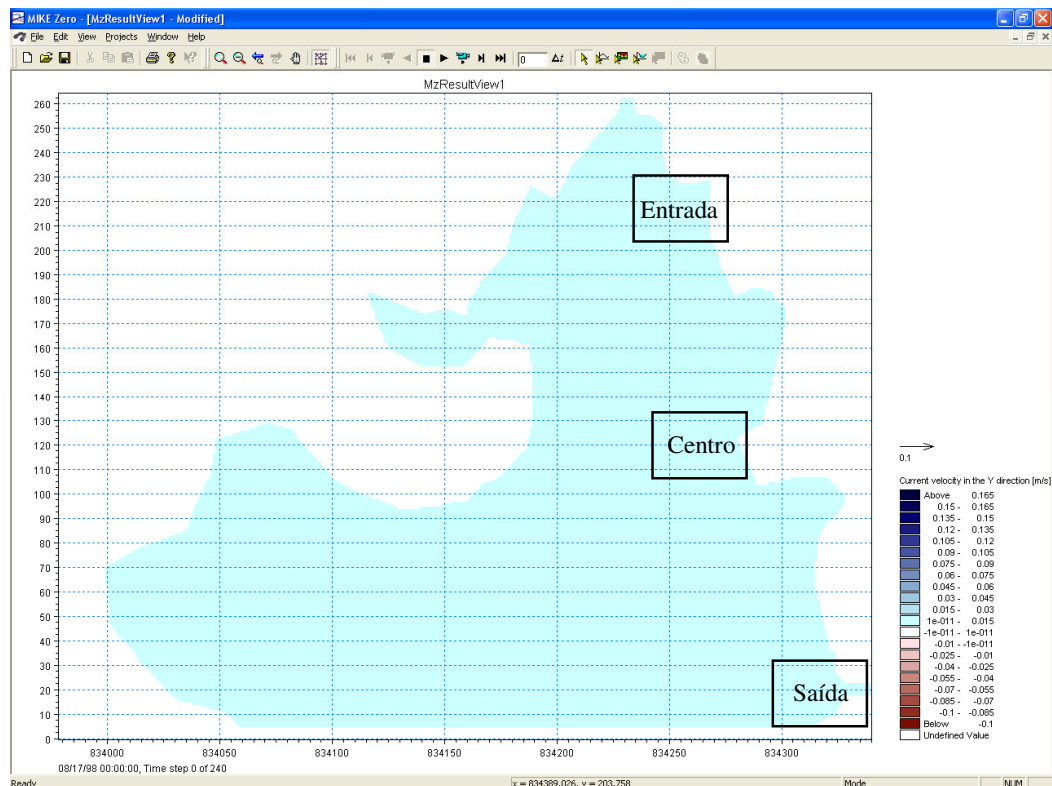 MIKE Zero - [MzResultView1 - Modified]
File Edit View Projects Window Help
0
Δt
MzResultView1
260
250
240
230
220
210
200
190
180
170
160
150
140
130
120
110
100
90
80
70
60
50
40
30
20
10
0
Entrada
Centro
Saída
834000 834050 834100 834150 834200 834250 834300
08/17/98 00:00:00, Time step 0 of 240
0.1
Current velocity in the Y direction [m/s]
Above 0.165
0.15 - 0.165
0.135 - 0.15
0.12 - 0.135
0.105 - 0.12
0.09 - 0.105
0.075 - 0.09
0.06 - 0.075
0.045 - 0.06
0.03 - 0.045
0.015 - 0.03
1e-011 - 0.015
-1e-011 - 1e-011
-0.01 - -1e-011
-0.025 - -0.01
-0.04 - -0.025
-0.055 - -0.04
-0.07 - -0.055
-0.085 - -0.07
-0.1 - -0.085
Below -0.1
Undefined Value
Ready x = 834389.026, y = 203.758 Mode NUM